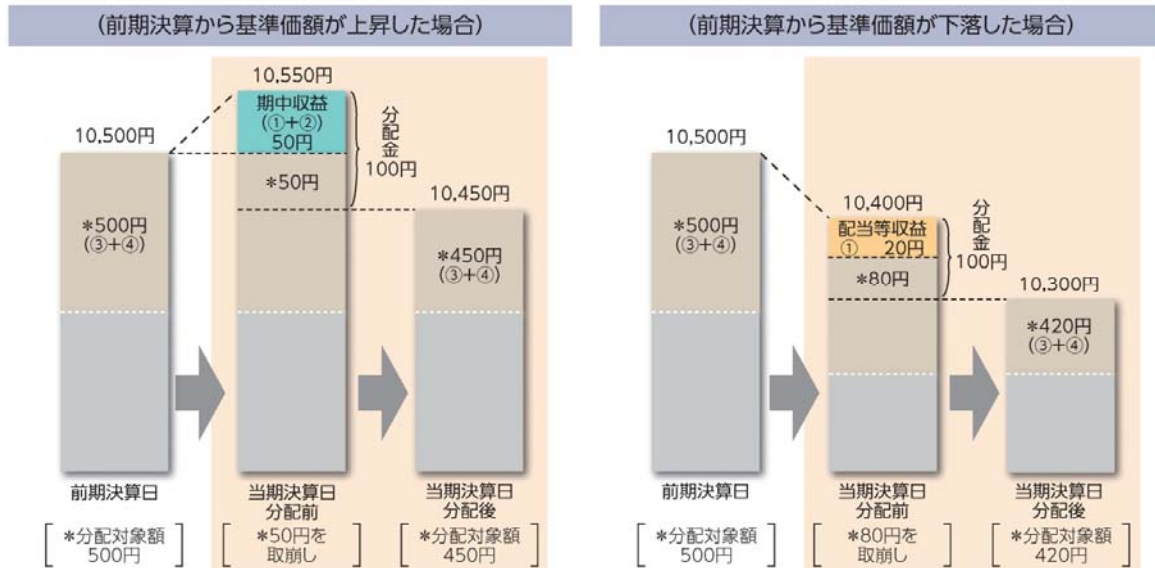 (前期決算から基準価額が上昇した場合)
10,550円
期中収益
(①+②)
50円
10,500円
分配金
100円
*50円
10,450円
*500円
(③+④)
*450円
(③+④)
前期決算日
当期決算日
分配前
当期決算日
分配後
*分配対象額
500円
*50円を
取崩し
*分配対象額
450円
(前期決算から基準価額が下落した場合)
10,500円
10,400円
配当等収益
① 20円
分配金
100円
*500円
(③+④)
*80円
10,300円
*420円
(③+④)
前期決算日
当期決算日
分配前
当期決算日
分配後
*分配対象額
500円
*80円を
取崩し
*分配対象額
420円